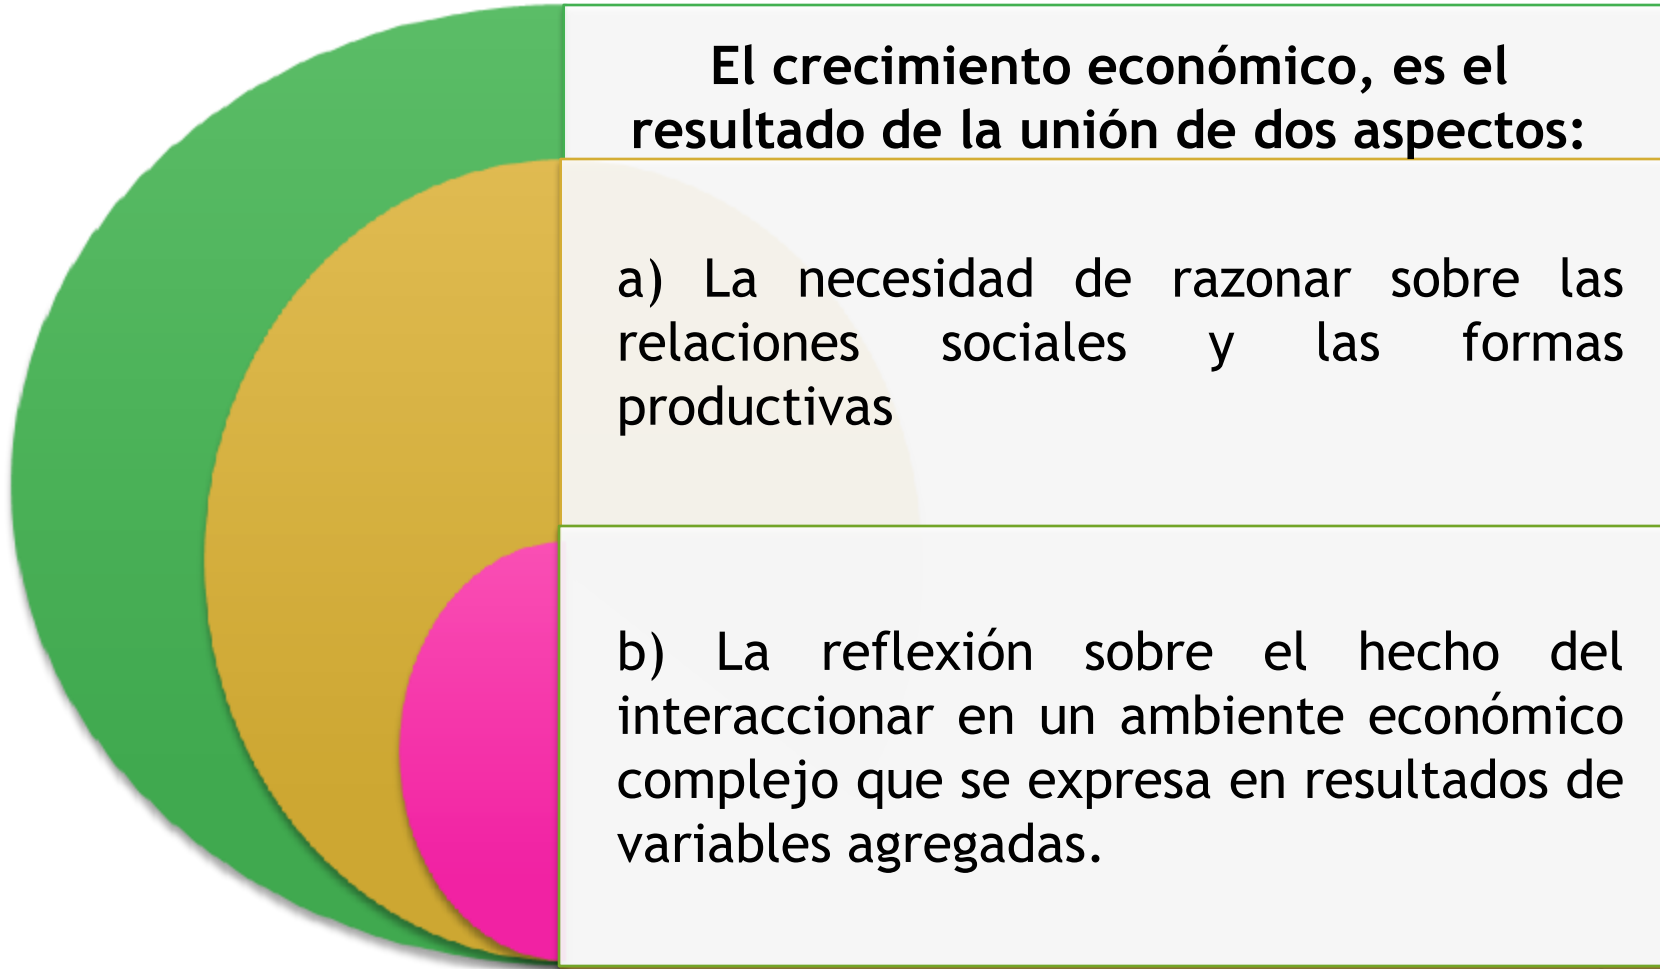 El crecimiento económico, es el
resultado de la unión de dos aspectos:
a) La necesidad de razonar sobre las
relaciones sociales y las formas
productivas
b) La reflexión sobre el hecho del
interaccionar en un ambiente económico
complejo que se expresa en resultados de
variables agregadas.